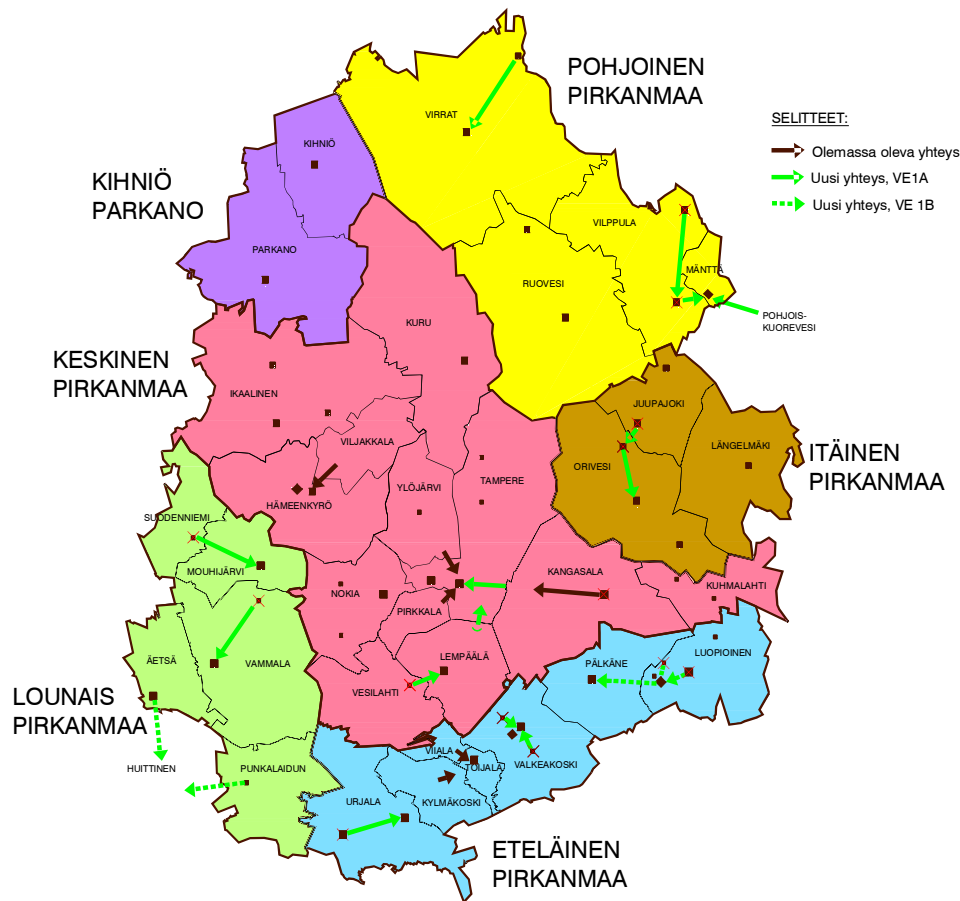 POHJOINEN
PIRKANMAA
SELITTEET:
Olemassa oleva yhteys
Uusi yhteys, VE1A
Uusi yhteys, VE 1B
VIRRAT
KIHNIÖ
KIHNIÖ
PARKANO
PARKANO
VILPPULA
MÄNTTÄ
RUOVESI
POHJOIS-
KUOREVESI
KURU
KESKINEN
PIRKANMAA
IKAALINEN
VILJAKKALA
JUUPAJOKI
LÄNGELMÄKI
ORIVESI
ITÄINEN
PIRKANMAA
YLÖJÄRVI
TAMPERE
HÄMEENKYRÖ
SUODENNIEMI
MOUHIJÄRVI
NOKIA
PIRKKALA
KANGASALA
KUHMALAHTI
ÄETSÄ
VAMMALA
LEMPÄÄLÄ
PÄLKÄNE
LUOPIOINEN
VESILAHTI
LOUNAIS
PIRKANMAA
HUITTINEN
PUNKALAIDUN
VIIALA
TOIJALA
VALKEAKOSKI
URJALA
KYLMÄKOSKI
ETELÄINEN
PIRKANMAA